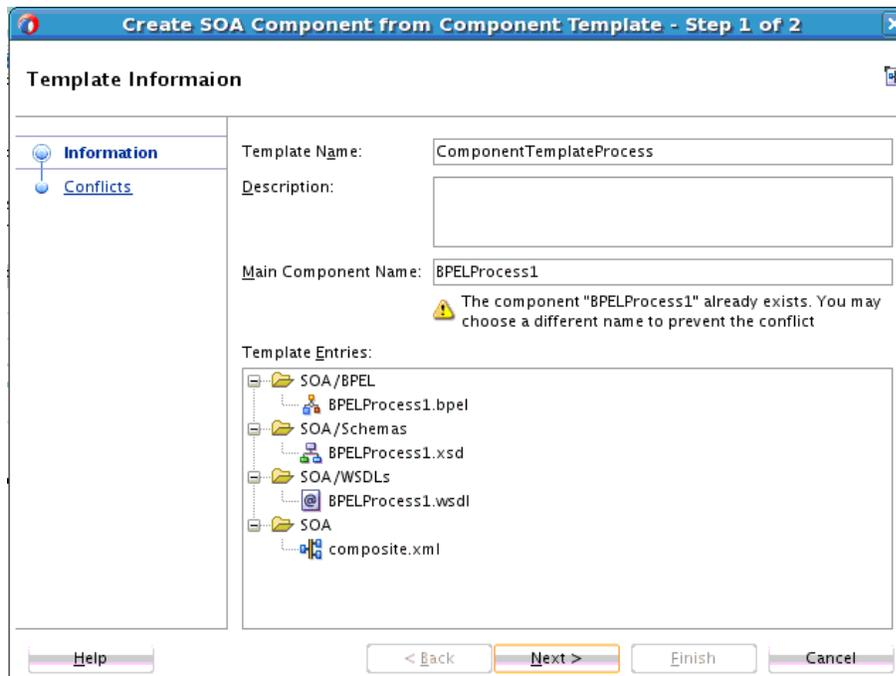 Create SOA Component from Component Template - Step 1 of 2
Template Informaion
Information
Conflicts
Template Name: ComponentTemplateProcess
Description:
Main Component Name: BPELProcess1
The component "BPELProcess1" already exists. You may
choose a different name to prevent the conflict
Template Entries:
SOA/BPEL
BPELProcess1.bpel
SOA/Schemas
BPELProcess1.xsd
SOA/WSDLs
BPELProcess1.wsdl
SOA
composite.xml
Help < Back Next > Finish Cancel